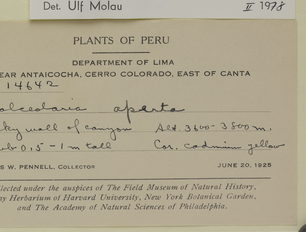 Det. Ulf Molau II 1978
PLANTS OF PERU
DEPARTMENT OF LIMA
EAR ANTAICOCHA, CERRO COLORADO, EAST OF CANTA
14642
alceolaria aperta
ky wall of canyon Alt. 3600-3800 m.
ub 0,5-1 m tall Cor. cadmium yellow
S W. PENNELL, COLLECTOR JUNE 20, 1925
llected under the auspices of The Field Museum of Natural History,
ay Herbarium of Harvard University, New York Botanical Garden,
and The Academy of Natural Sciences of Philadelphia.